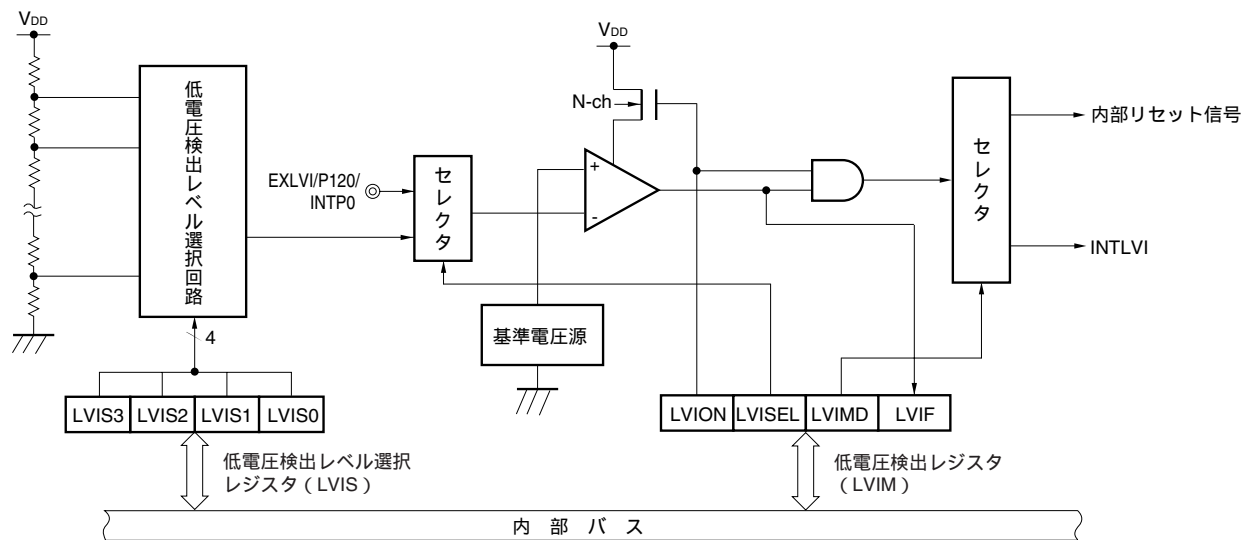 VDD
低電圧検出レベル選択回路
4
LVIS3 LVIS2 LVIS1 LVIS0
低電圧検出レベル選択
レジスタ（LVIS）
EXLVI/P120/
INTP0
セレクタ
VDD
N-ch
+
-
基準電圧源
セレクタ
内部リセット信号
INTLVI
LVION LVISEL LVIMD LVIF
低電圧検出レジスタ
（LVIM）
内 部 バ ス